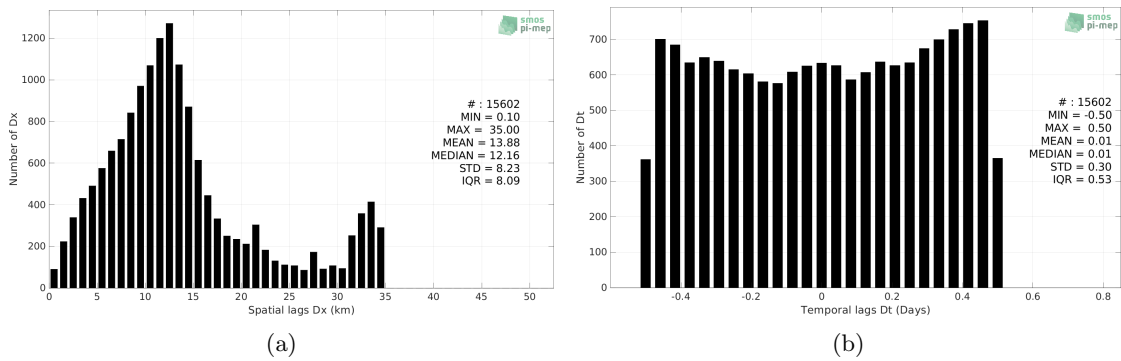 smos
pi-mep
1200
1000
800
600
400
200
0
Number of Dx
# : 15602
MIN = 0.10
MAX = 35.00
MEAN = 13.88
MEDIAN = 12.16
STD = 8.23
IQR = 8.09
0 5 10 15 20 25 30 35 40 45 50
Spatial lags Dx (km)
(a)
smos
pi-mep
700
600
500
400
300
200
100
0
Number of Dt
# : 15602
MIN = -0.50
MAX = 0.50
MEAN = 0.01
MEDIAN = 0.01
STD = 0.30
IQR = 0.53
-0.4 -0.2 0 0.2 0.4 0.6 0.8
Temporal lags Dt (Days)
(b)